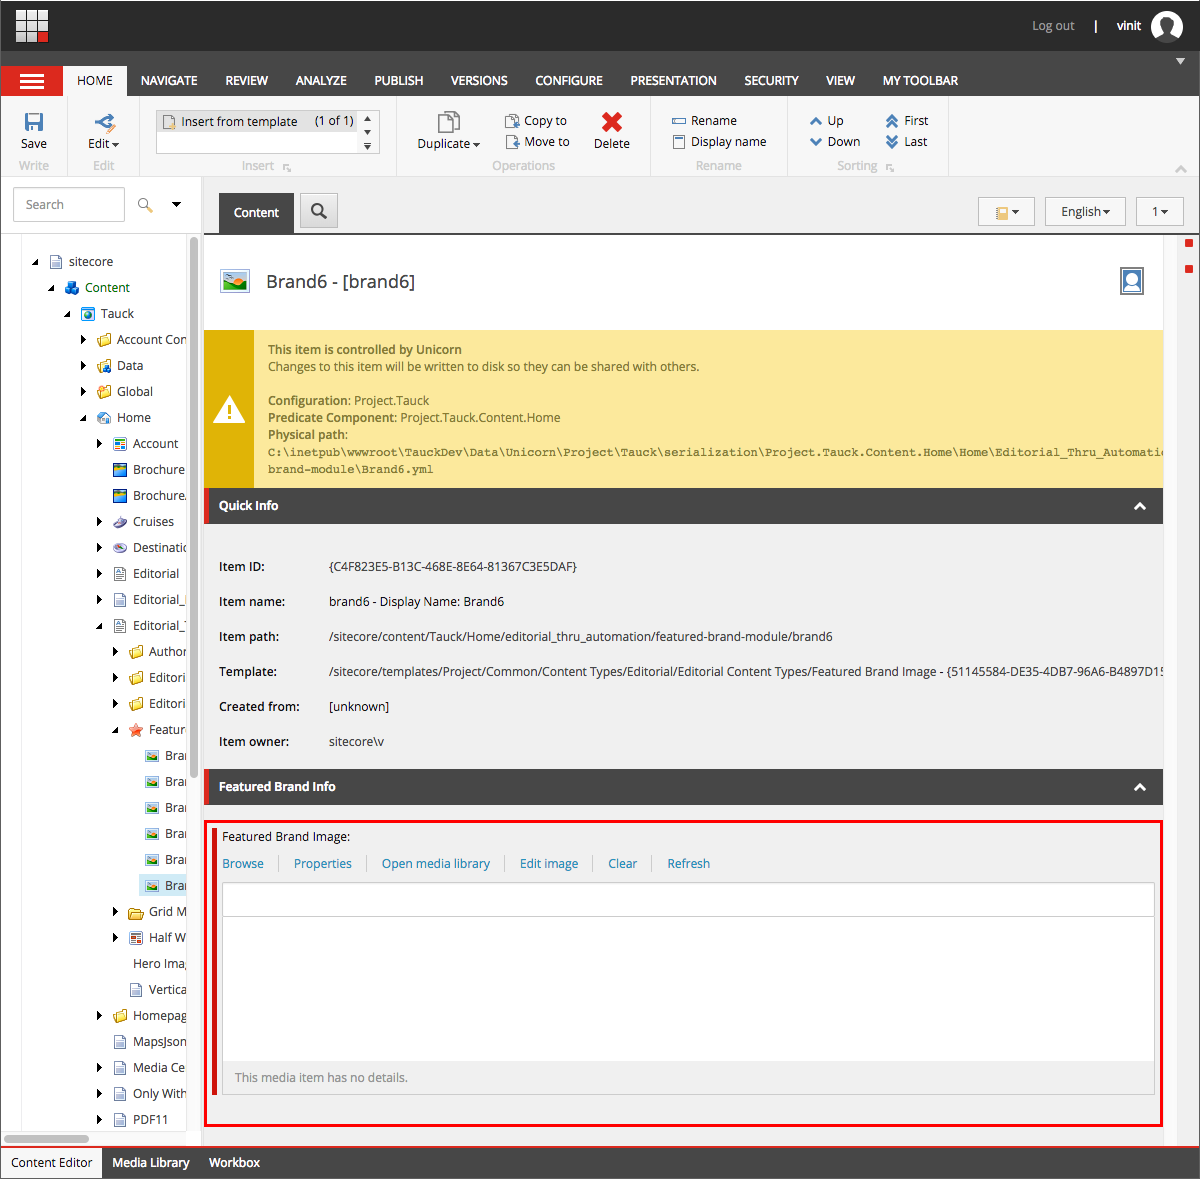 Log out | vinit
HOME NAVIGATE REVIEW ANALYZE PUBLISH VERSIONS CONFIGURE PRESENTATION SECURITY VIEW MY TOOLBAR
Save
Write
Edit
Edit
Insert from template (1 of 1)
Insert
Duplicate
Copy to
Move to
Delete
Operations
Rename
Display name
Rename
Up
Down
First
Last
Sorting
Search
Content
English
1
sitecore
Content
Tauck
Account Con
Data
Global
Home
Account
Brochure
Brochure
Cruises
Destinatio
Editorial
Editorial_
Editorial_
Author
Editori
Editori
Feature
Bra
Bra
Bra
Bra
Bra
Bra
Grid M
Half W
Hero Ima
Vertica
Homepag
MapsJson
Media Ce
Only With
PDF11
Brand6 - [brand6]
This item is controlled by Unicorn
Changes to this item will be written to disk so they can be shared with others.
Configuration: Project.Tauck
Predicate Component: Project.Tauck.Content.Home
Physical path:
C:\inetpub\wwwroot\TauckDev\Data\Unicorn\Project\Tauck\serialization\Project.Tauck.Content.Home\Home\Editorial_Thru_Automatio
brand-module\Brand6.yml
Quick Info
Item ID: {C4F823E5-B13C-468E-8E64-81367C3E5DAF}
Item name: brand6 - Display Name: Brand6
Item path: /sitecore/content/Tauck/Home/editorial_thru_automation/featured-brand-module/brand6
Template: /sitecore/templates/Project/Common/Content Types/Editorial/Editorial Content Types/Featured Brand Image - {51145584-DE35-4DB7-96A6-B4897D15
Created from: [unknown]
Item owner: sitecore\v
Featured Brand Info
Featured Brand Image:
Browse Properties Open media library Edit image Clear Refresh
This media item has no details.
Content Editor Media Library Workbox